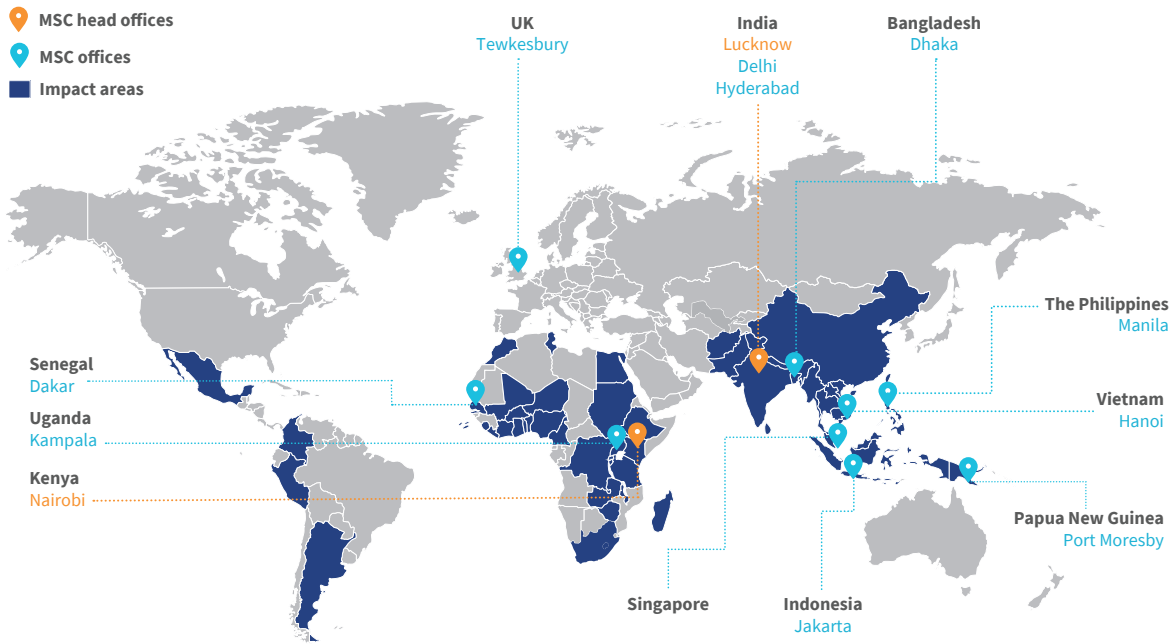 MSC head offices
MSC offices
Impact areas
UK
Tewkesbury
India
Lucknow
Delhi
Hyderabad
Bangladesh
Dhaka
The Philippines
Manila
Senegal
Dakar
Uganda
Kampala
Vietnam
Hanoi
Kenya
Nairobi
Papua New Guinea
Port Moresby
Singapore
Indonesia
Jakarta